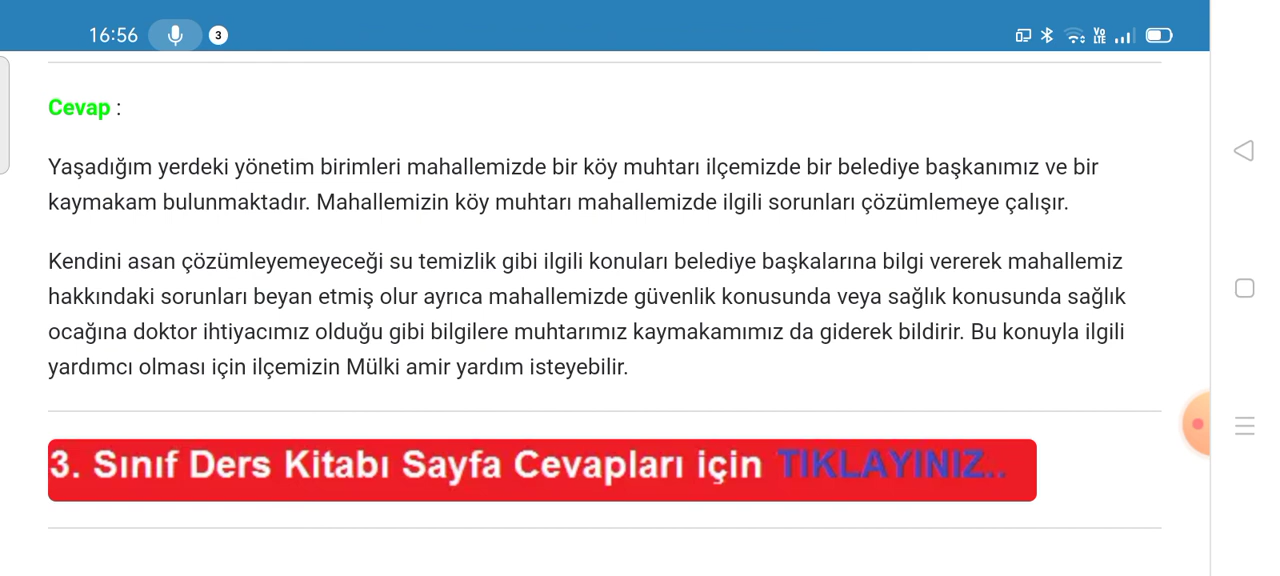 16:56 3
VO LTE
Cevap :
Yaşadığım yerdeki yönetim birimleri mahallemizde bir köy muhtarı ilçemizde bir belediye başkanımız ve bir
kaymakam bulunmaktadır. Mahallemizin köy muhtarı mahallemizde ilgili sorunları çözümlemeye çalışır.
Kendini asan çözümleyemeyeceği su temizlik gibi ilgili konuları belediye başkalarına bilgi vererek mahallemiz
hakkındaki sorunları beyan etmiş olur ayrıca mahallemizde güvenlik konusunda veya sağlık konusunda sağlık
ocağına doktor ihtiyacımız olduğu gibi bilgilere muhtarımız kaymakamımız da giderek bildirir. Bu konuyla ilgili
yardımcı olması için ilçemizin Mülki amir yardım isteyebilir.
3. Sınıf Ders Kitabı Sayfa Cevapları için TIKLAYINIZ..